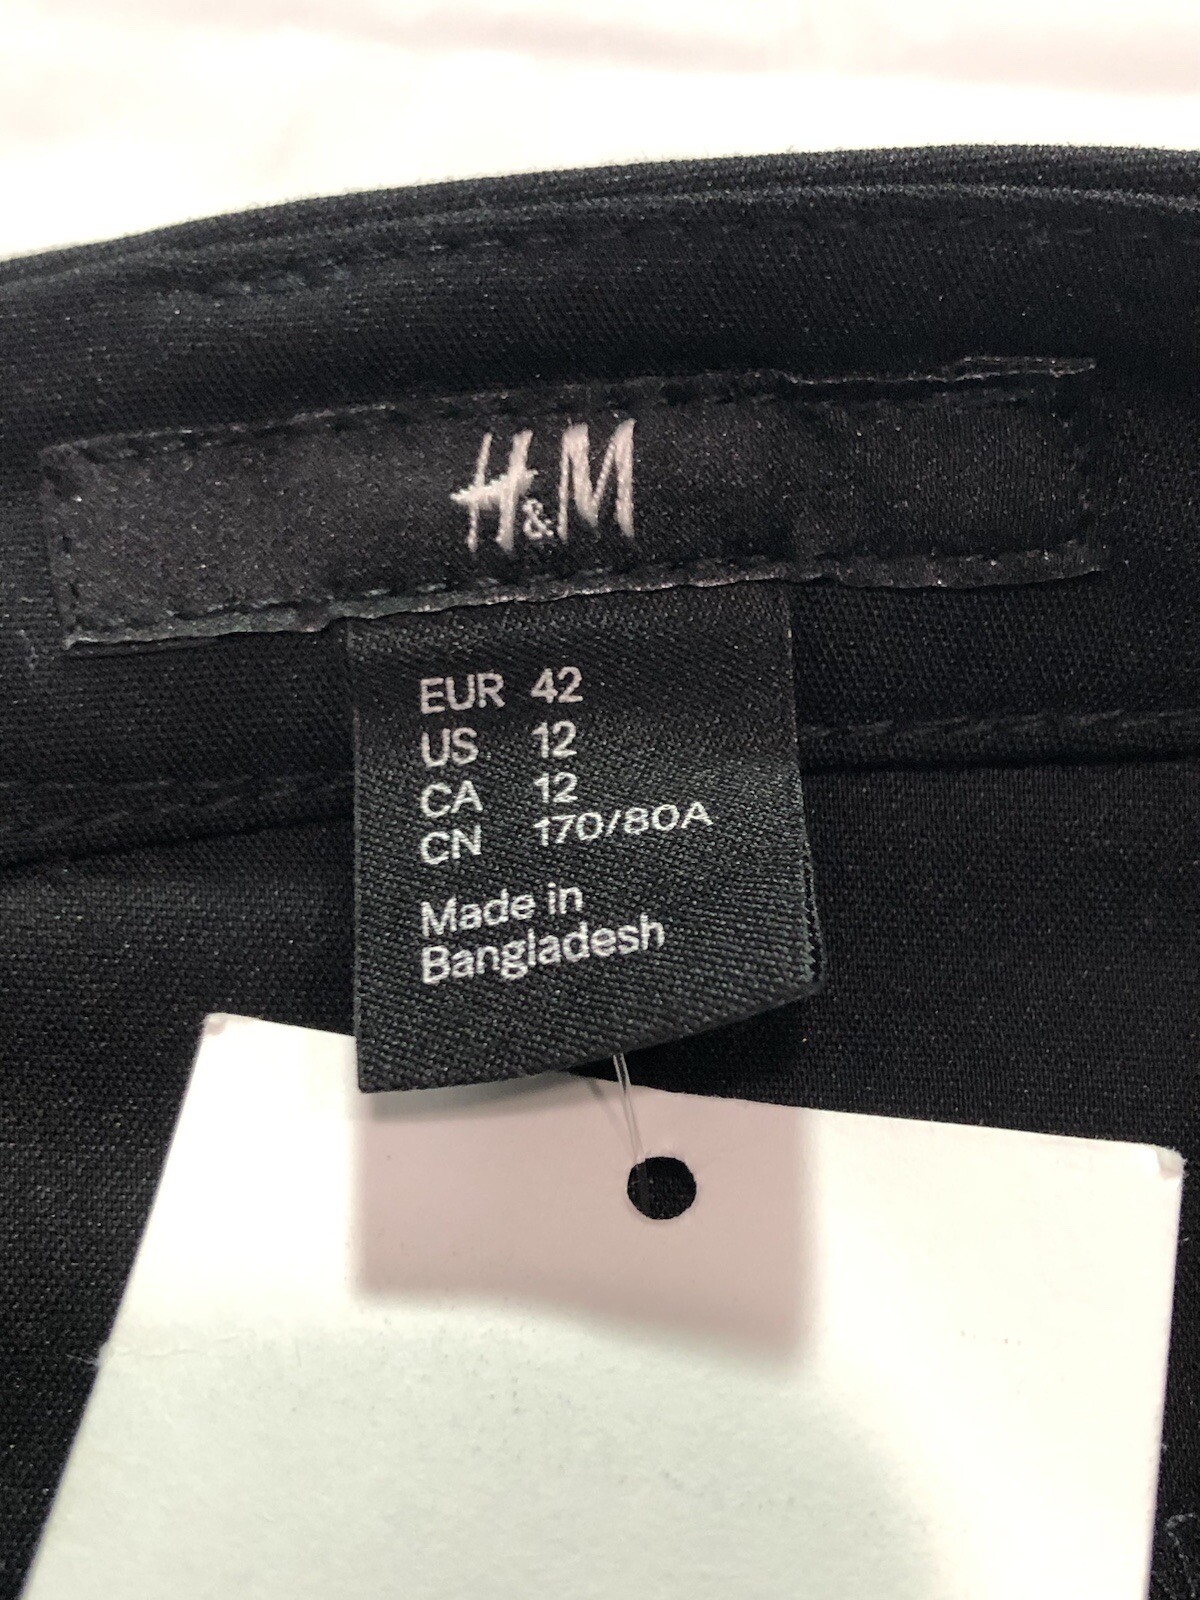 H&M
EUR 42
US 12
CA 12
CN 170/80A
Made in
Bangladesh